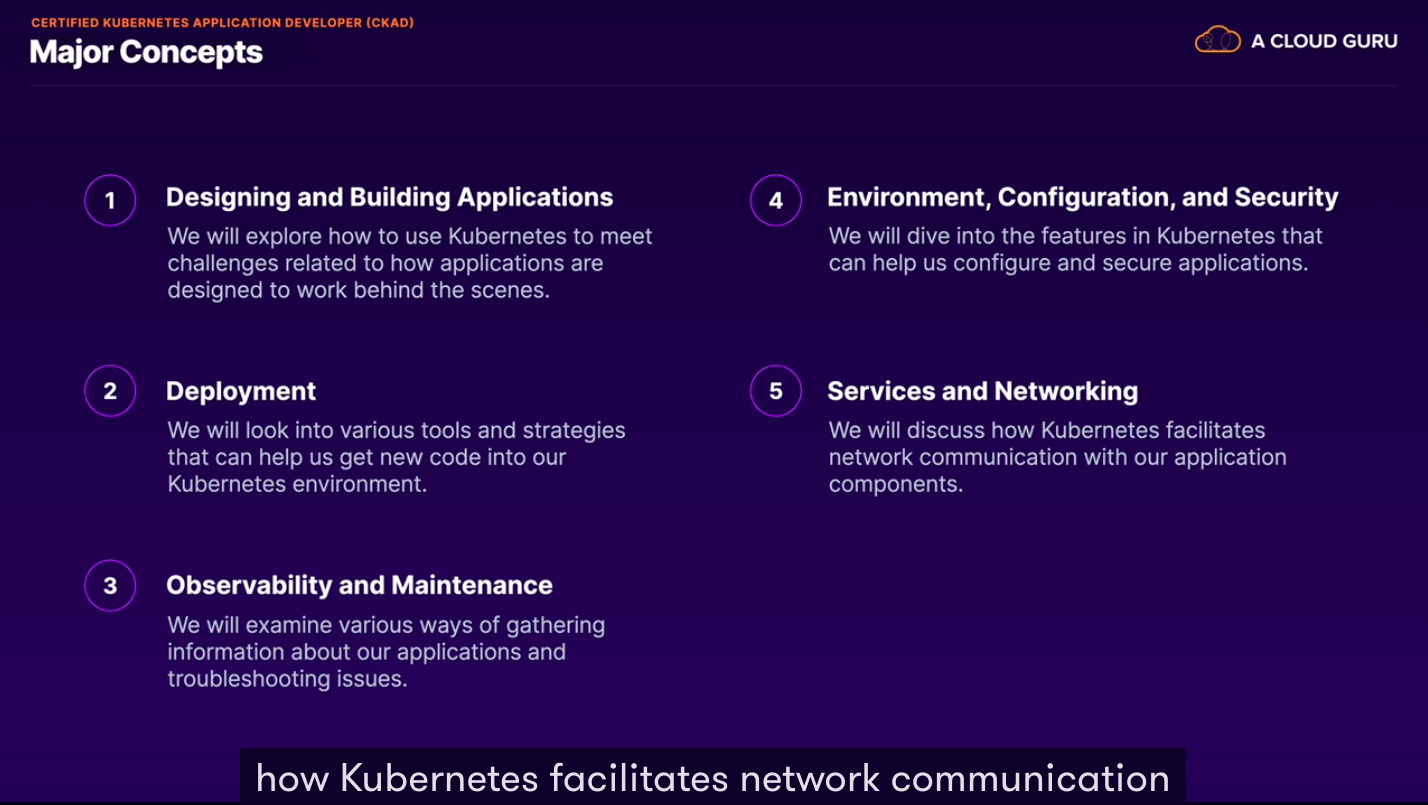 CERTIFIED KUBERNETES APPLICATION DEVELOPER (CKAD)
Major Concepts
A CLOUD GURU
1
Designing and Building Applications
We will explore how to use Kubernetes to meet
challenges related to how applications are
designed to work behind the scenes.
2
Deployment
We will look into various tools and strategies
that can help us get new code into our
Kubernetes environment.
3
Observability and Maintenance
We will examine various ways of gathering
information about our applications and
troubleshooting issues.
4
Environment, Configuration, and Security
We will dive into the features in Kubernetes that
can help us configure and secure applications.
5
Services and Networking
We will discuss how Kubernetes facilitates
network communication with our application
components.
how Kubernetes facilitates network communication